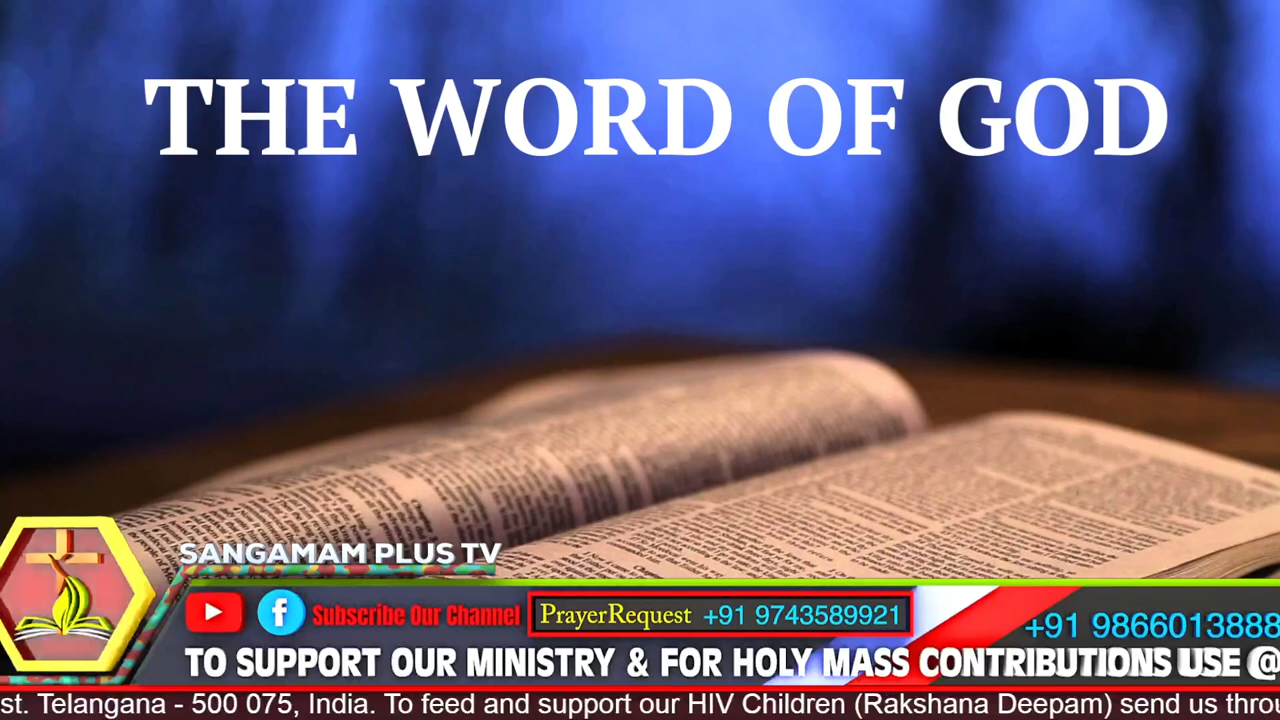 THE WORD OF GOD
SANGAMAM PLUS TV
Subscribe Our Channel
PrayerRequest +91 9743589921
+91 9866013888
TO SUPPORT OUR MINISTRY & FOR HOLY MASS CONTRIBUTIONS USE @
st. Telangana - 500 075, India. To feed and support our HIV Children (Rakshana Deepam) send us throu